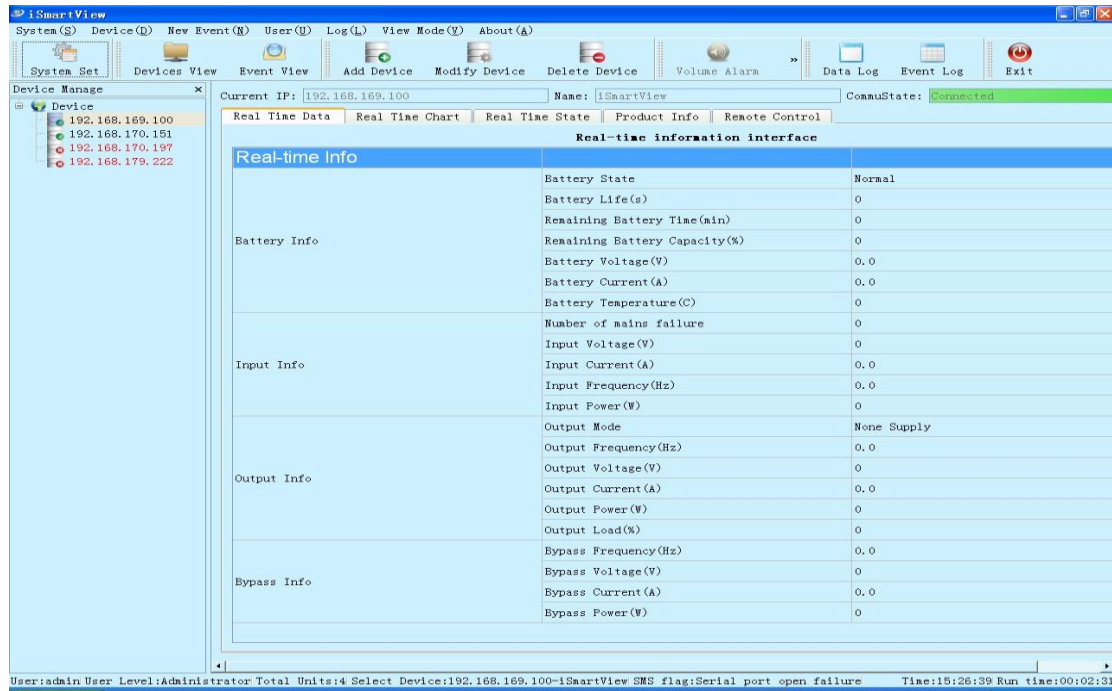 iSmartView
System(S) Device(D) New Event(N) User(U) Log(L) View Mode(V) About(A)
System Set Devices View Event View Add Device Modify Device Delete Device Volume Alarm » Data Log Event Log Exit
Device Manage ×
Device
192.168.169.100
192.168.170.151
192.168.170.197
192.168.179.222
Current IP: 192.168.169.100 Name: iSmartView CommuState: Connected
Real Time Data Real Time Chart Real Time State Product Info Remote Control
Real-time information interface
Real-time Info
Battery Info
Battery State Normal
Battery Life(s) 0
Remaining Battery Time(min) 0
Remaining Battery Capacity(%) 0
Battery Voltage(V) 0.0
Battery Current(A) 0.0
Battery Temperature(C) 0
Input Info
Number of mains failure 0
Input Voltage(V) 0
Input Current(A) 0.0
Input Frequency(Hz) 0.0
Input Power(W) 0
Output Info
Output Mode None Supply
Output Frequency(Hz) 0.0
Output Voltage(V) 0
Output Current(A) 0.0
Output Power(W) 0
Output Load(%) 0
Bypass Info
Bypass Frequency(Hz) 0.0
Bypass Voltage(V) 0
Bypass Current(A) 0.0
Bypass Power(W) 0
User:admin User Level:Administrator Total Units:4 Select Device:192.168.169.100-iSmartView SMS flag:Serial port open failure Time:15:26:39 Run time:00:02:31